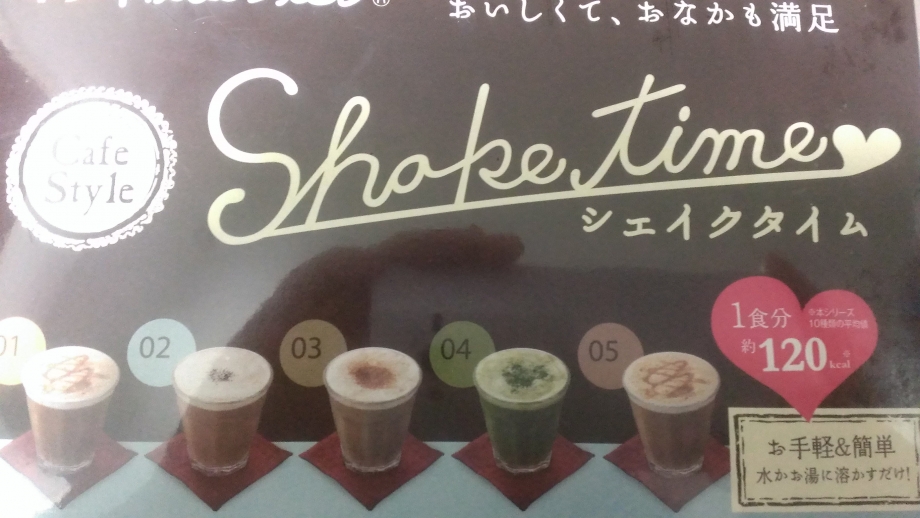 おいしくて、おなかも満足
Cafe
Style
Shake time
シェイクタイム
01
02
03
04
05
1食分
※本シリーズ
10種類の平均値
約120kcal※
お手軽&簡単
水かお湯に溶かすだけ!